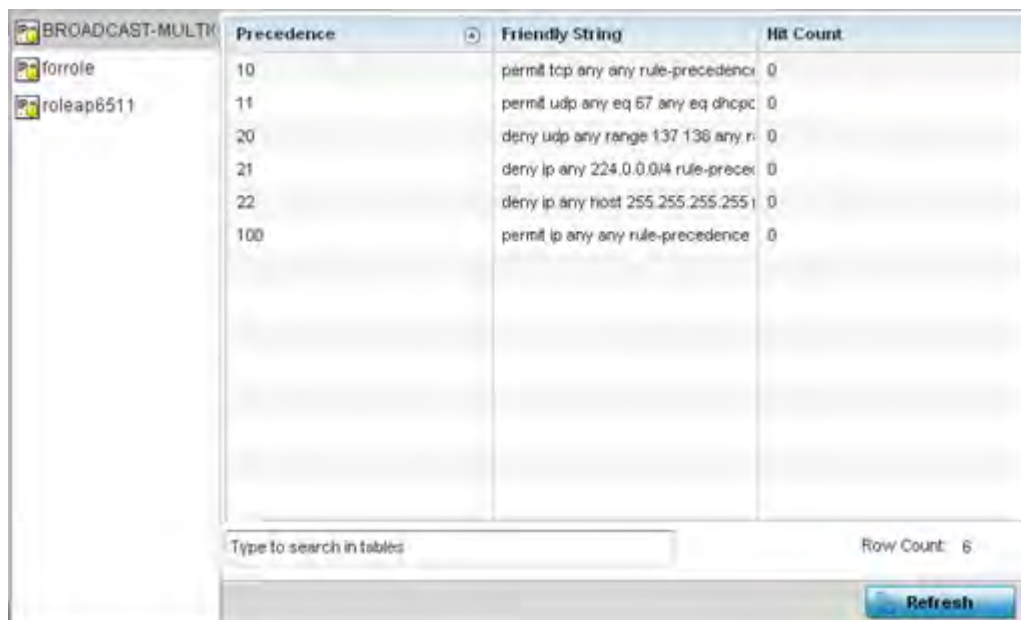 BROADCAST-MULTI
forrole
roleap6511
Precedence Friendly String Hit Count
10 permit tcp any any rule-precedence 0
11 permit udp any eq 67 any eq dhcpc 0
20 deny udp any range 137 138 any r 0
21 deny ip any 224.0.0.0/4 rule-prece 0
22 deny ip any host 255.255.255.255 0
100 permit ip any any rule-precedence 0
Type to search in tables Row Count: 6
Refresh